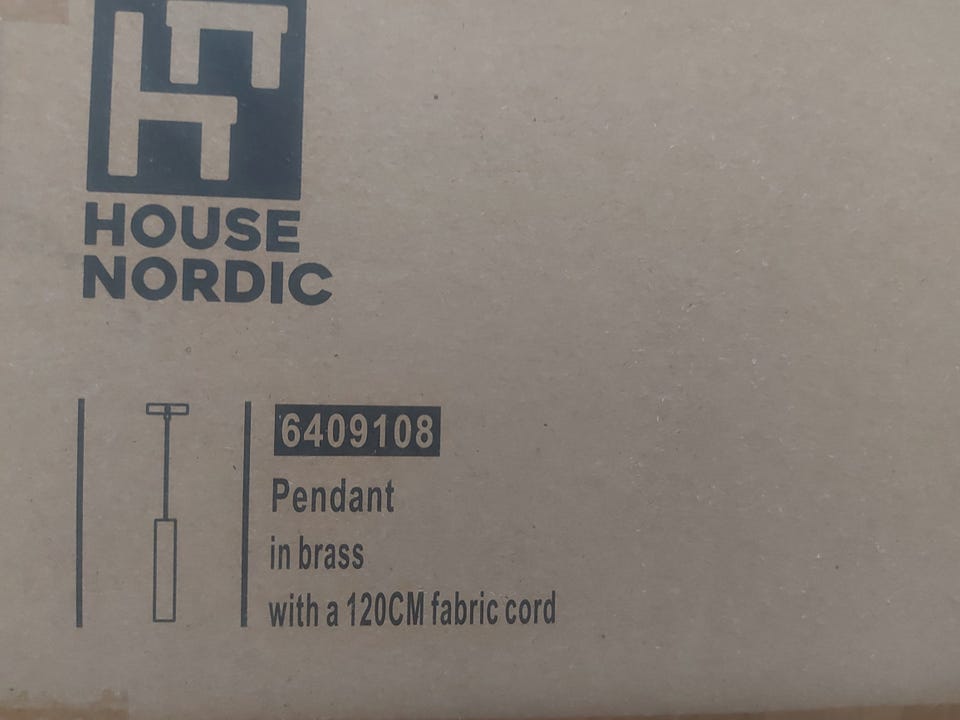 HOUSE
NORDIC
6409108
Pendant
in brass
with a 120CM fabric cord